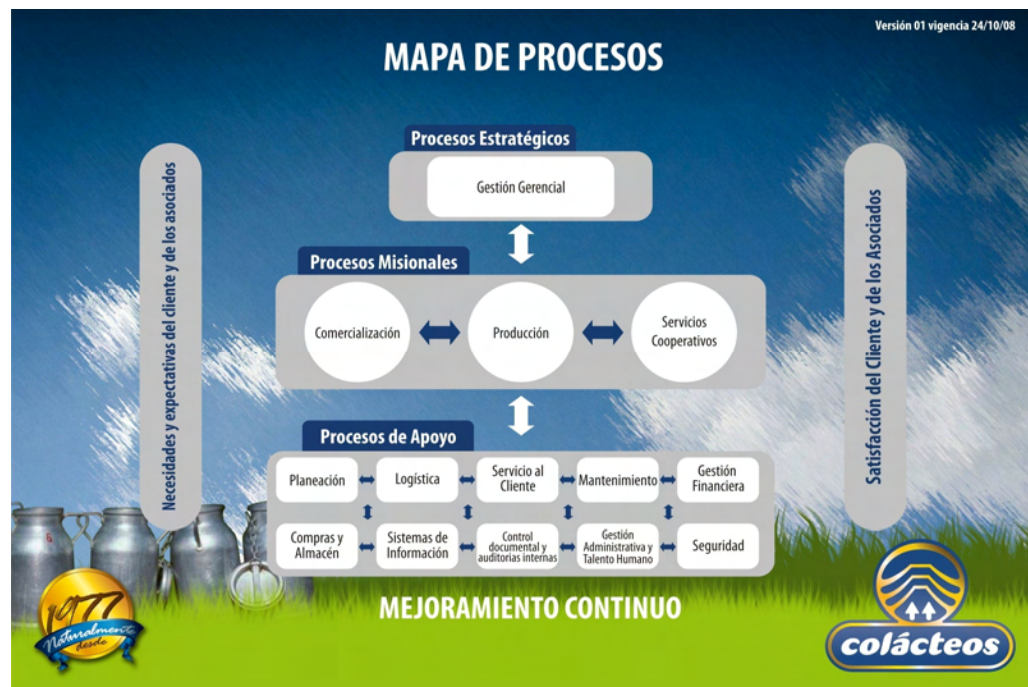 Versión 01 vigencia 24/10/08
MAPA DE PROCESOS
Necesidades y expectativas del cliente y de los asociados
Procesos Estratégicos
Gestión Gerencial
Procesos Misionales
Comercialización
Producción
Servicios
Cooperativos
Procesos de Apoyo
Planeación
Logística
Servicio al
Cliente
Mantenimiento
Gestión
Financiera
Compras y
Almacén
Sistemas de
Información
Control
documental y
auditorias internas
Gestión
Administrativa y
Talento Humano
Seguridad
Satisfacción del Cliente y de los Asociados
MEJORAMIENTO CONTINUO
1977
Naturalmente
desde
colácteos